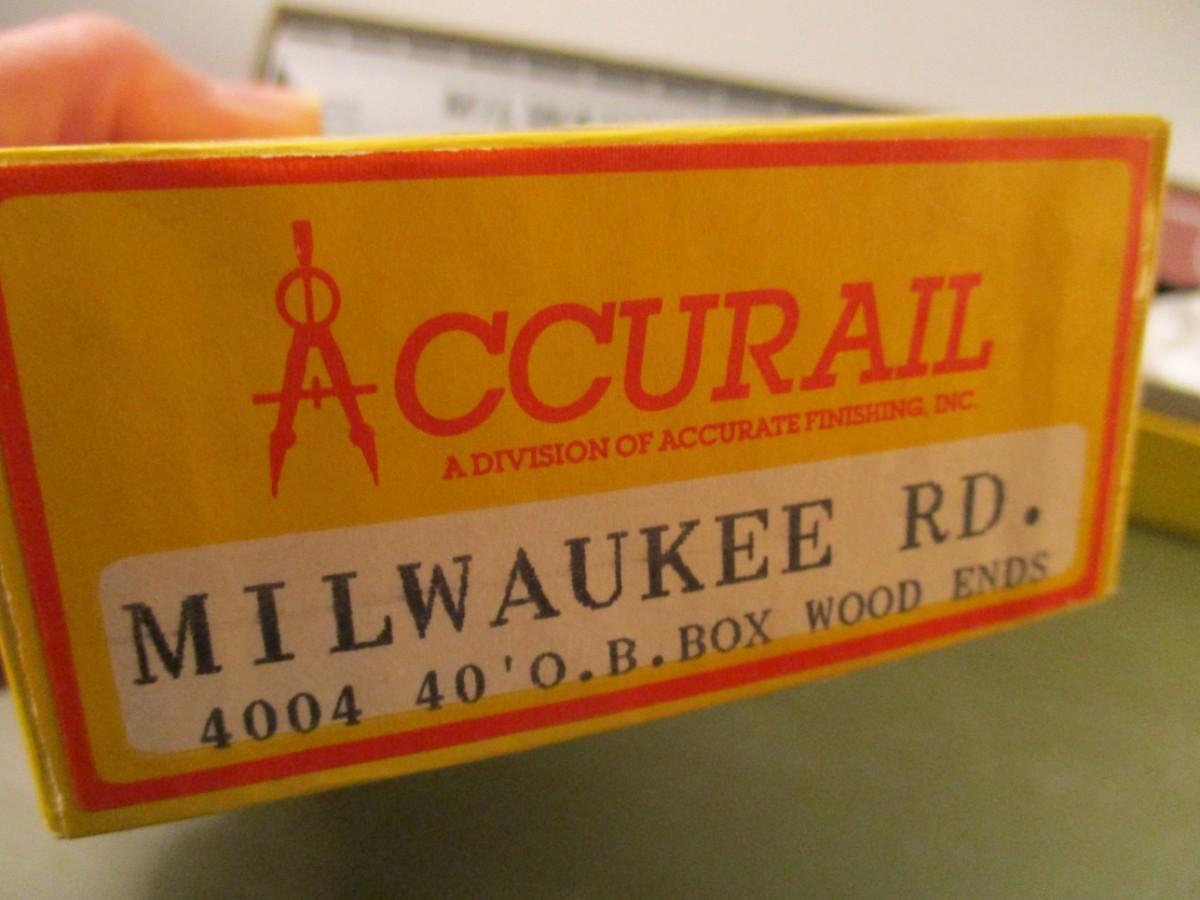 ACCURAIL
A DIVISION OF ACCURATE FINISHING, INC.
MILWAUKEE RD.
4004 40'O.B.BOX WOOD ENDS